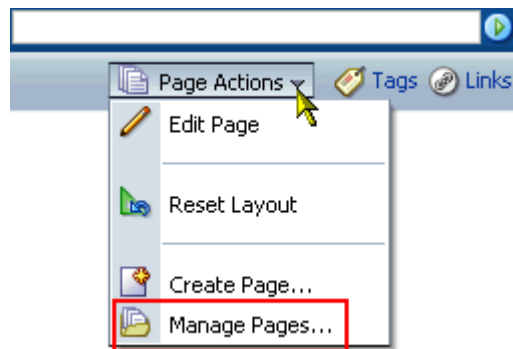 Page Actions Tags Links
Edit Page
Reset Layout
Create Page...
Manage Pages...